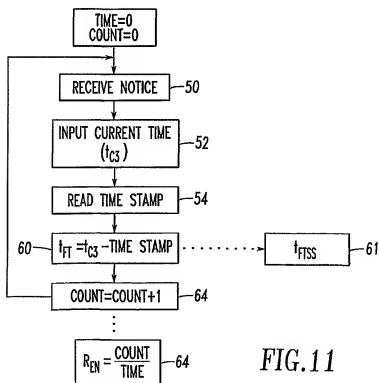 TIME=0
COUNT=0
RECEIVE NOTICE 50
INPUT CURRENT TIME
(tC3) 52
READ TIME STAMP 54
60 tFT=tC3-TIME STAMP tFTSS 61
COUNT=COUNT+1 64
REN=COUNT/TIME 64
FIG.11